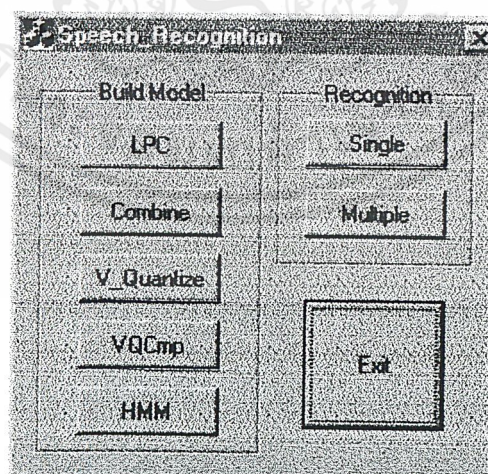 Speech Recognition
Build Model
LPC
Combine
V_Quantize
VQCmp
HMM
Recognition
Single
Multiple
Exit